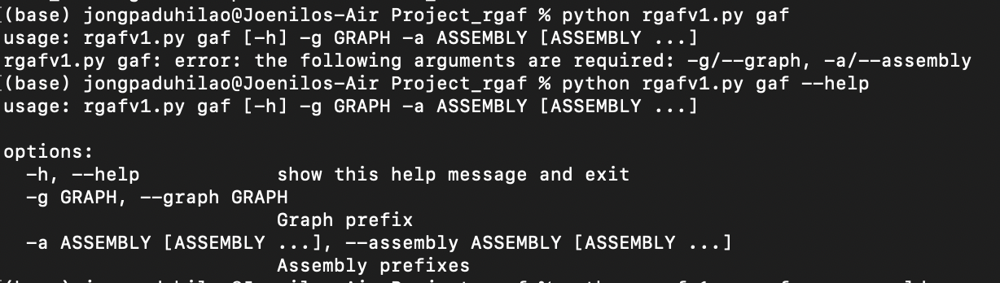 (base) jongpaduhilao@Joenilos-Air Project_rgaf % python rgafv1.py gaf
usage: rgafv1.py gaf [-h] -g GRAPH -a ASSEMBLY [ASSEMBLY ...]
rgafv1.py gaf: error: the following arguments are required: -g/--graph, -a/--assembly
(base) jongpaduhilao@Joenilos-Air Project_rgaf % python rgafv1.py gaf --help
usage: rgafv1.py gaf [-h] -g GRAPH -a ASSEMBLY [ASSEMBLY ...]
options:
-h, --help show this help message and exit
-g GRAPH, --graph GRAPH
Graph prefix
-a ASSEMBLY [ASSEMBLY ...], --assembly ASSEMBLY [ASSEMBLY ...]
Assembly prefixes